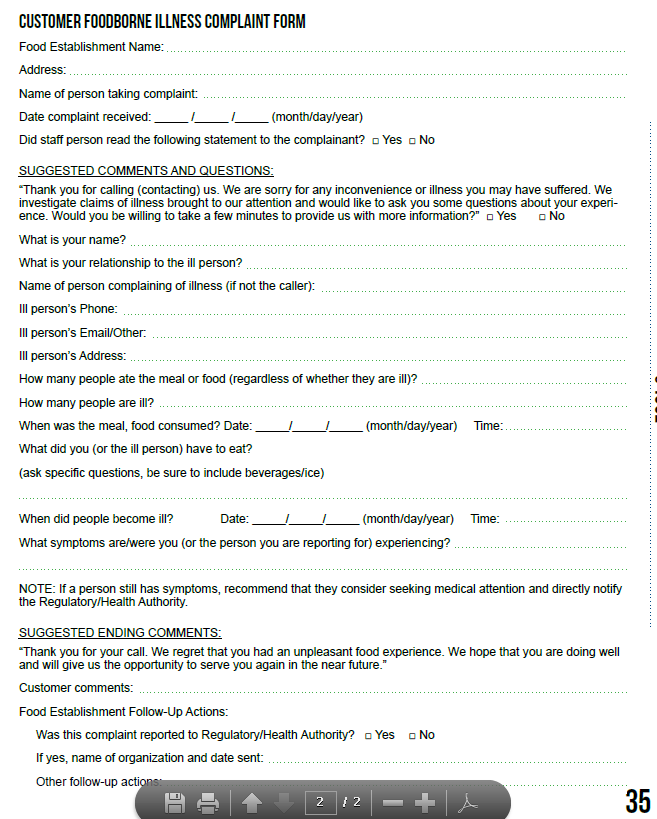 CUSTOMER FOODBORNE ILLNESS COMPLAINT FORM
Food Establishment Name:
Address:
Name of person taking complaint:
Date complaint received: _____ /_____ /_____ (month/day/year)
Did staff person read the following statement to the complainant? □ Yes □ No
SUGGESTED COMMENTS AND QUESTIONS:
“Thank you for calling (contacting) us. We are sorry for any inconvenience or illness you may have suffered. We
investigate claims of illness brought to our attention and would like to ask you some questions about your experi-
ence. Would you be willing to take a few minutes to provide us with more information?” □ Yes □ No
What is your name?
What is your relationship to the ill person?
Name of person complaining of illness (if not the caller):
Ill person’s Phone:
Ill person’s Email/Other:
Ill person’s Address:
How many people ate the meal or food (regardless of whether they are ill)?
How many people are ill?
When was the meal, food consumed? Date: _____/_____/_____ (month/day/year) Time:
What did you (or the ill person) have to eat?
(ask specific questions, be sure to include beverages/ice)
When did people become ill? Date: _____/_____/_____ (month/day/year) Time:
What symptoms are/were you (or the person you are reporting for) experiencing?
NOTE: If a person still has symptoms, recommend that they consider seeking medical attention and directly notify
the Regulatory/Health Authority.
SUGGESTED ENDING COMMENTS:
“Thank you for your call. We regret that you had an unpleasant food experience. We hope that you are doing well
and will give us the opportunity to serve you again in the near future.”
Customer comments:
Food Establishment Follow-Up Actions:
Was this complaint reported to Regulatory/Health Authority? □ Yes □ No
If yes, name of organization and date sent:
Other follow-up actions:
2 / 2
35